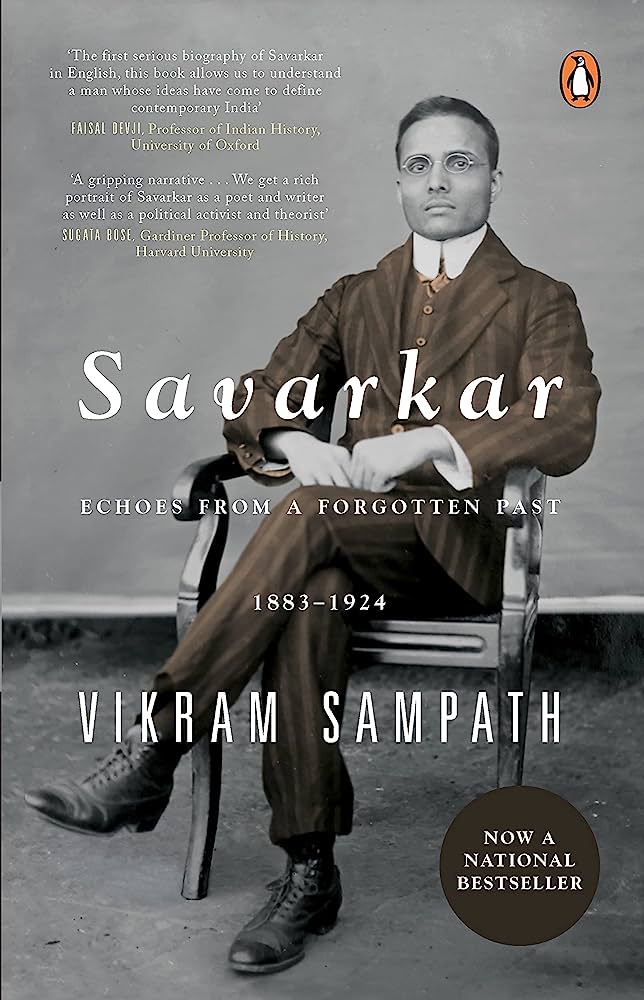 ‘The first serious biography of Savarkar
in English, this book allows us to understand
a man whose ideas have come to define
contemporary India’
FAISAL DEVJI, Professor of Indian History,
University of Oxford
‘A gripping narrative . . . We get a rich
portrait of Savarkar as a poet and writer
as well as a political activist and theorist’
SUGATA BOSE, Gardiner Professor of History,
Harvard University
Savarkar
ECHOES FROM A FORGOTTEN PAST
1883–1924
VIKRAM SAMPATH
NOW A
NATIONAL
BESTSELLER